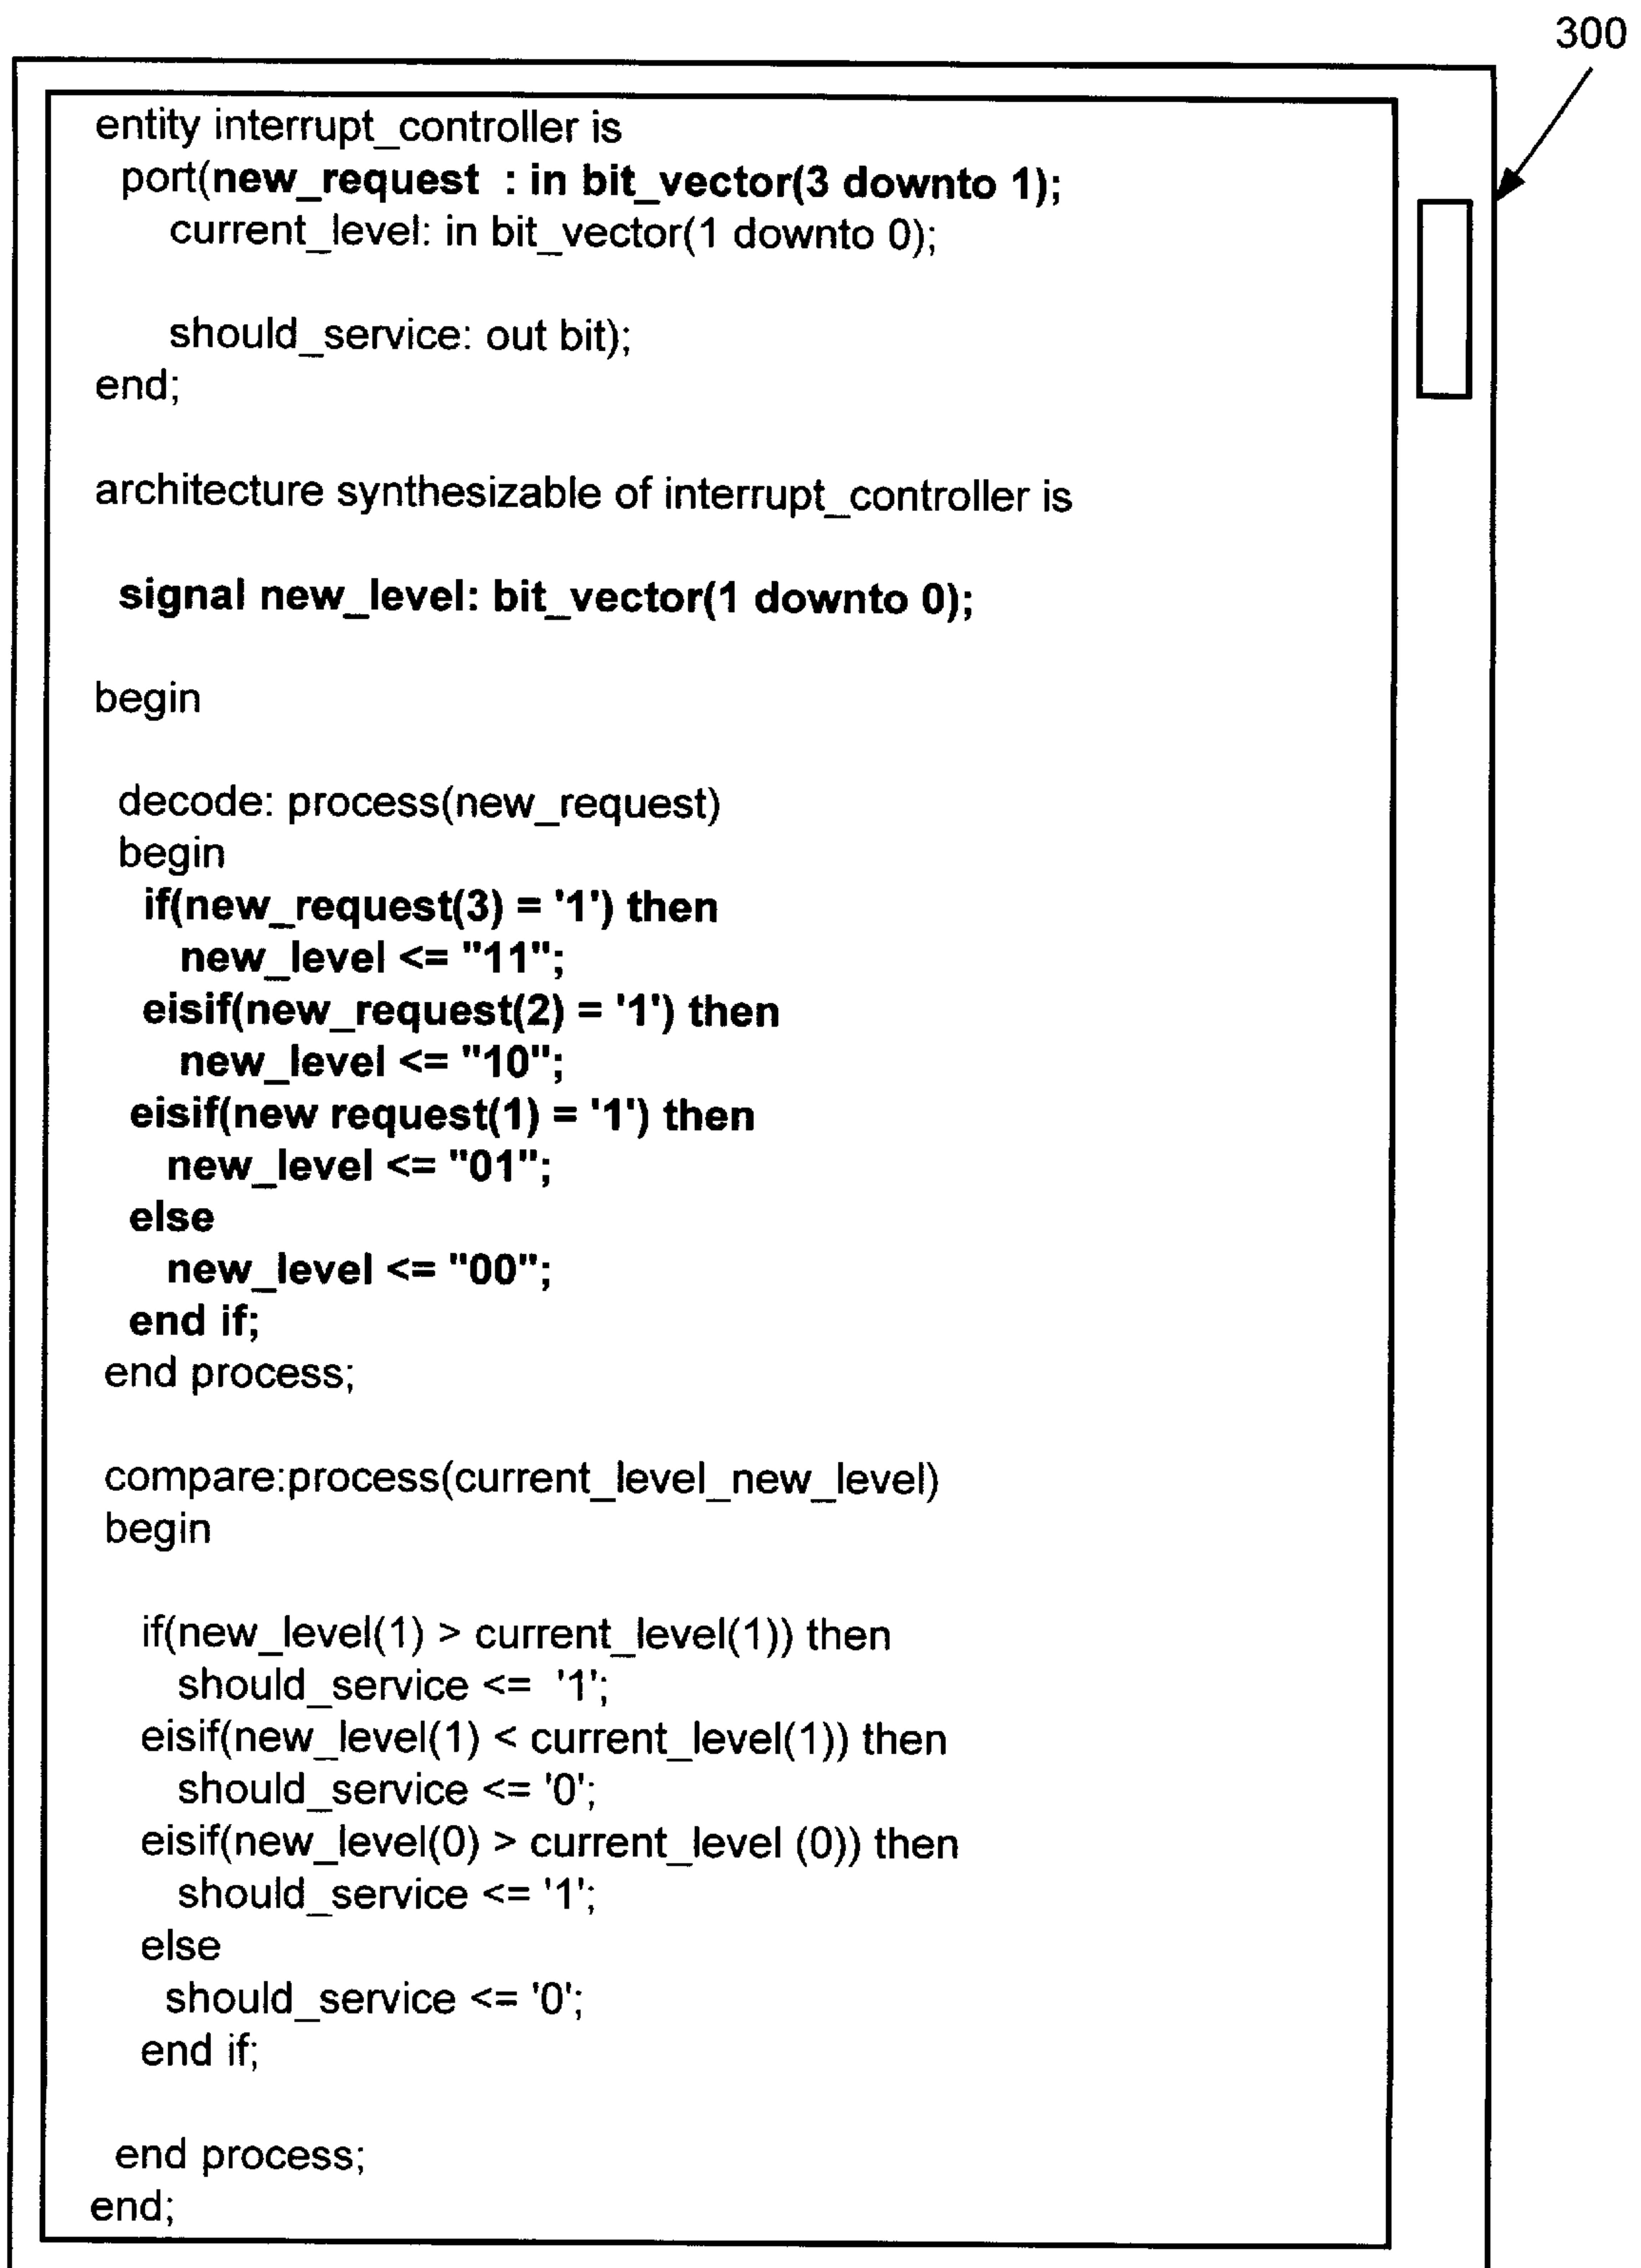 300
entity interrupt_controller is
port(new_request : in bit_vector(3 downto 1);
current_level: in bit_vector(1 downto 0);
should_service: out bit);
end;
architecture synthesizable of interrupt_controller is
signal new_level: bit_vector(1 downto 0);
begin
decode: process(new_request)
begin
if(new_request(3) = '1') then
new_level <= "11";
eisif(new_request(2) = '1') then
new_level <= "10";
eisif(new request(1) = '1') then
new_level <= "01";
else
new_level <= "00";
end if;
end process;
compare:process(current_level_new_level)
begin
if(new_level(1) > current_level(1)) then
should_service <= '1';
eisif(new_level(1) < current_level(1)) then
should_service <= '0';
eisif(new_level(0) > current_level (0)) then
should_service <= '1';
else
should_service <= '0';
end if;
end process;
end;